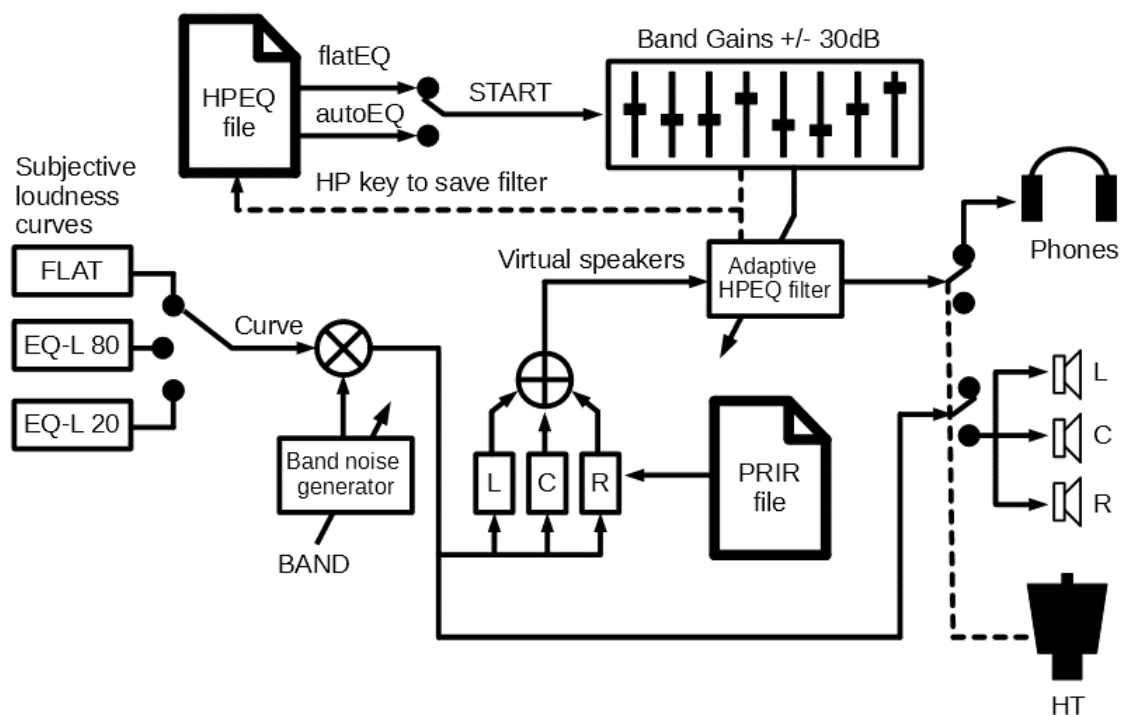 Band Gains +/- 30dB
flatEQ
HPEQ
file
START
autoEQ
Subjective
loudness
curves
HP key to save filter
FLAT
Virtual speakers
Adaptive
HPEQ filter
Phones
Curve
EQ-L 80
L
EQ-L 20
C
Band noise
generator
L
C
R
PRIR
file
R
BAND
HT